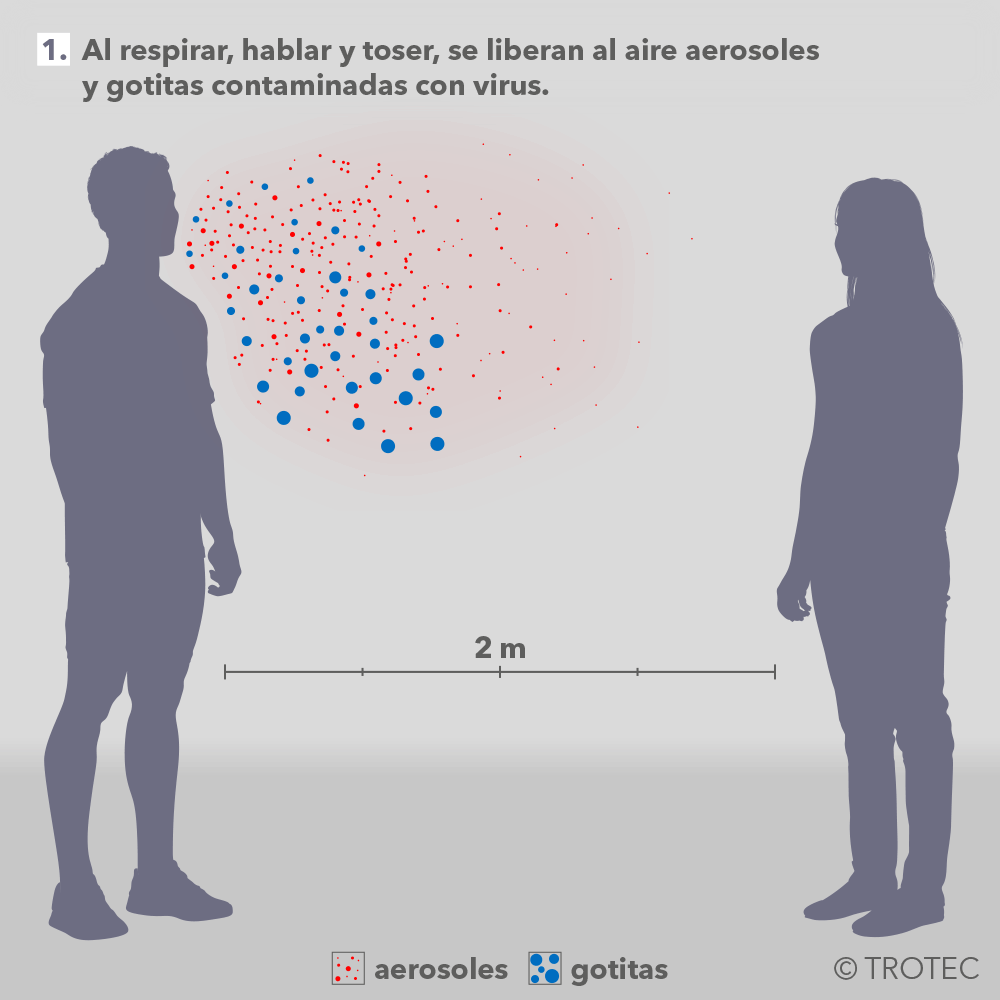 1. Al respirar, hablar y toser, se liberan al aire aerosoles
y gotitas contaminadas con virus.
2 m
aerosoles gotitas © TROTEC